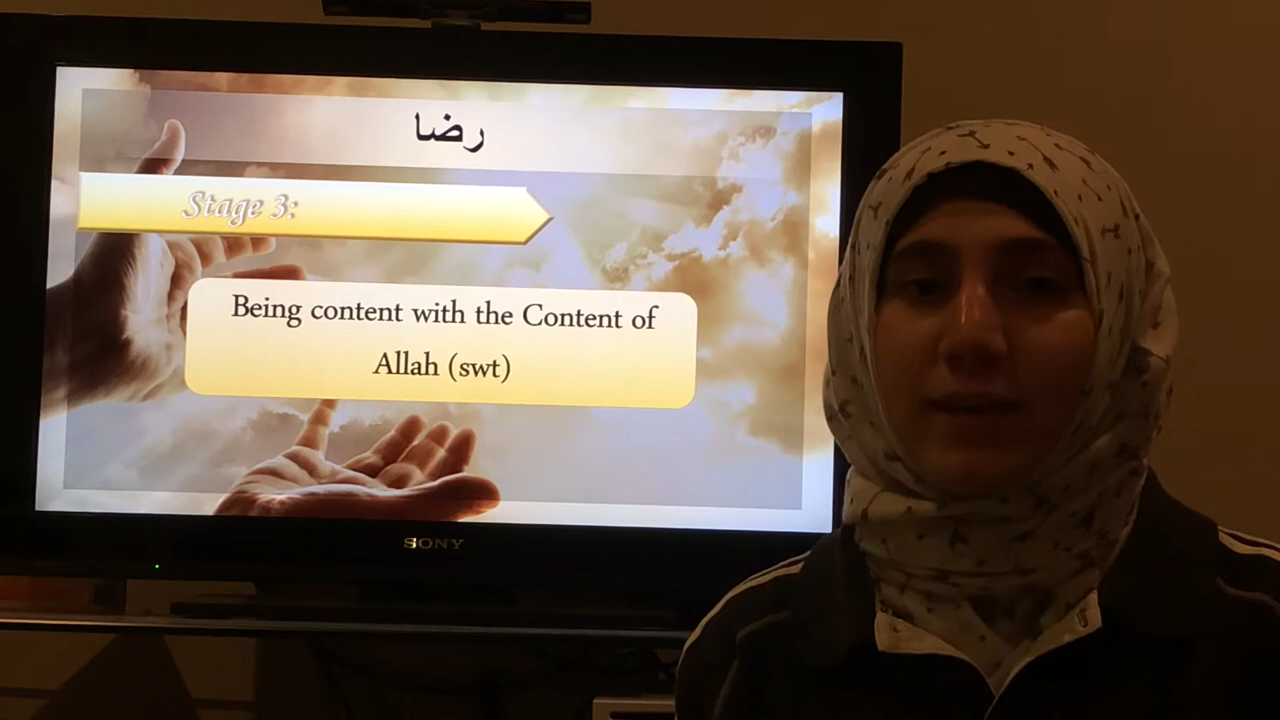 رضا
Stage 3:
Being content with the Content of
Allah (swt)
SONY